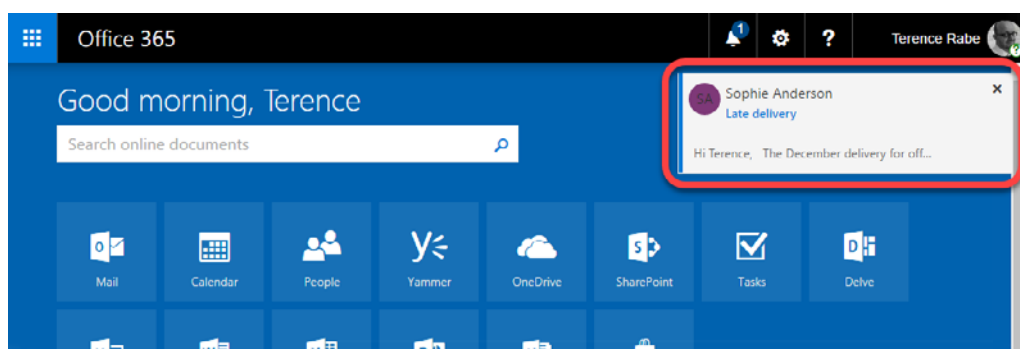 Office 365
1
?
Terence Rabe
Good morning, Terence
Search online documents
SA
Sophie Anderson
Late delivery
Hi Terence, The December delivery for off...
Mail
Calendar
People
Yammer
OneDrive
SharePoint
Tasks
Delve